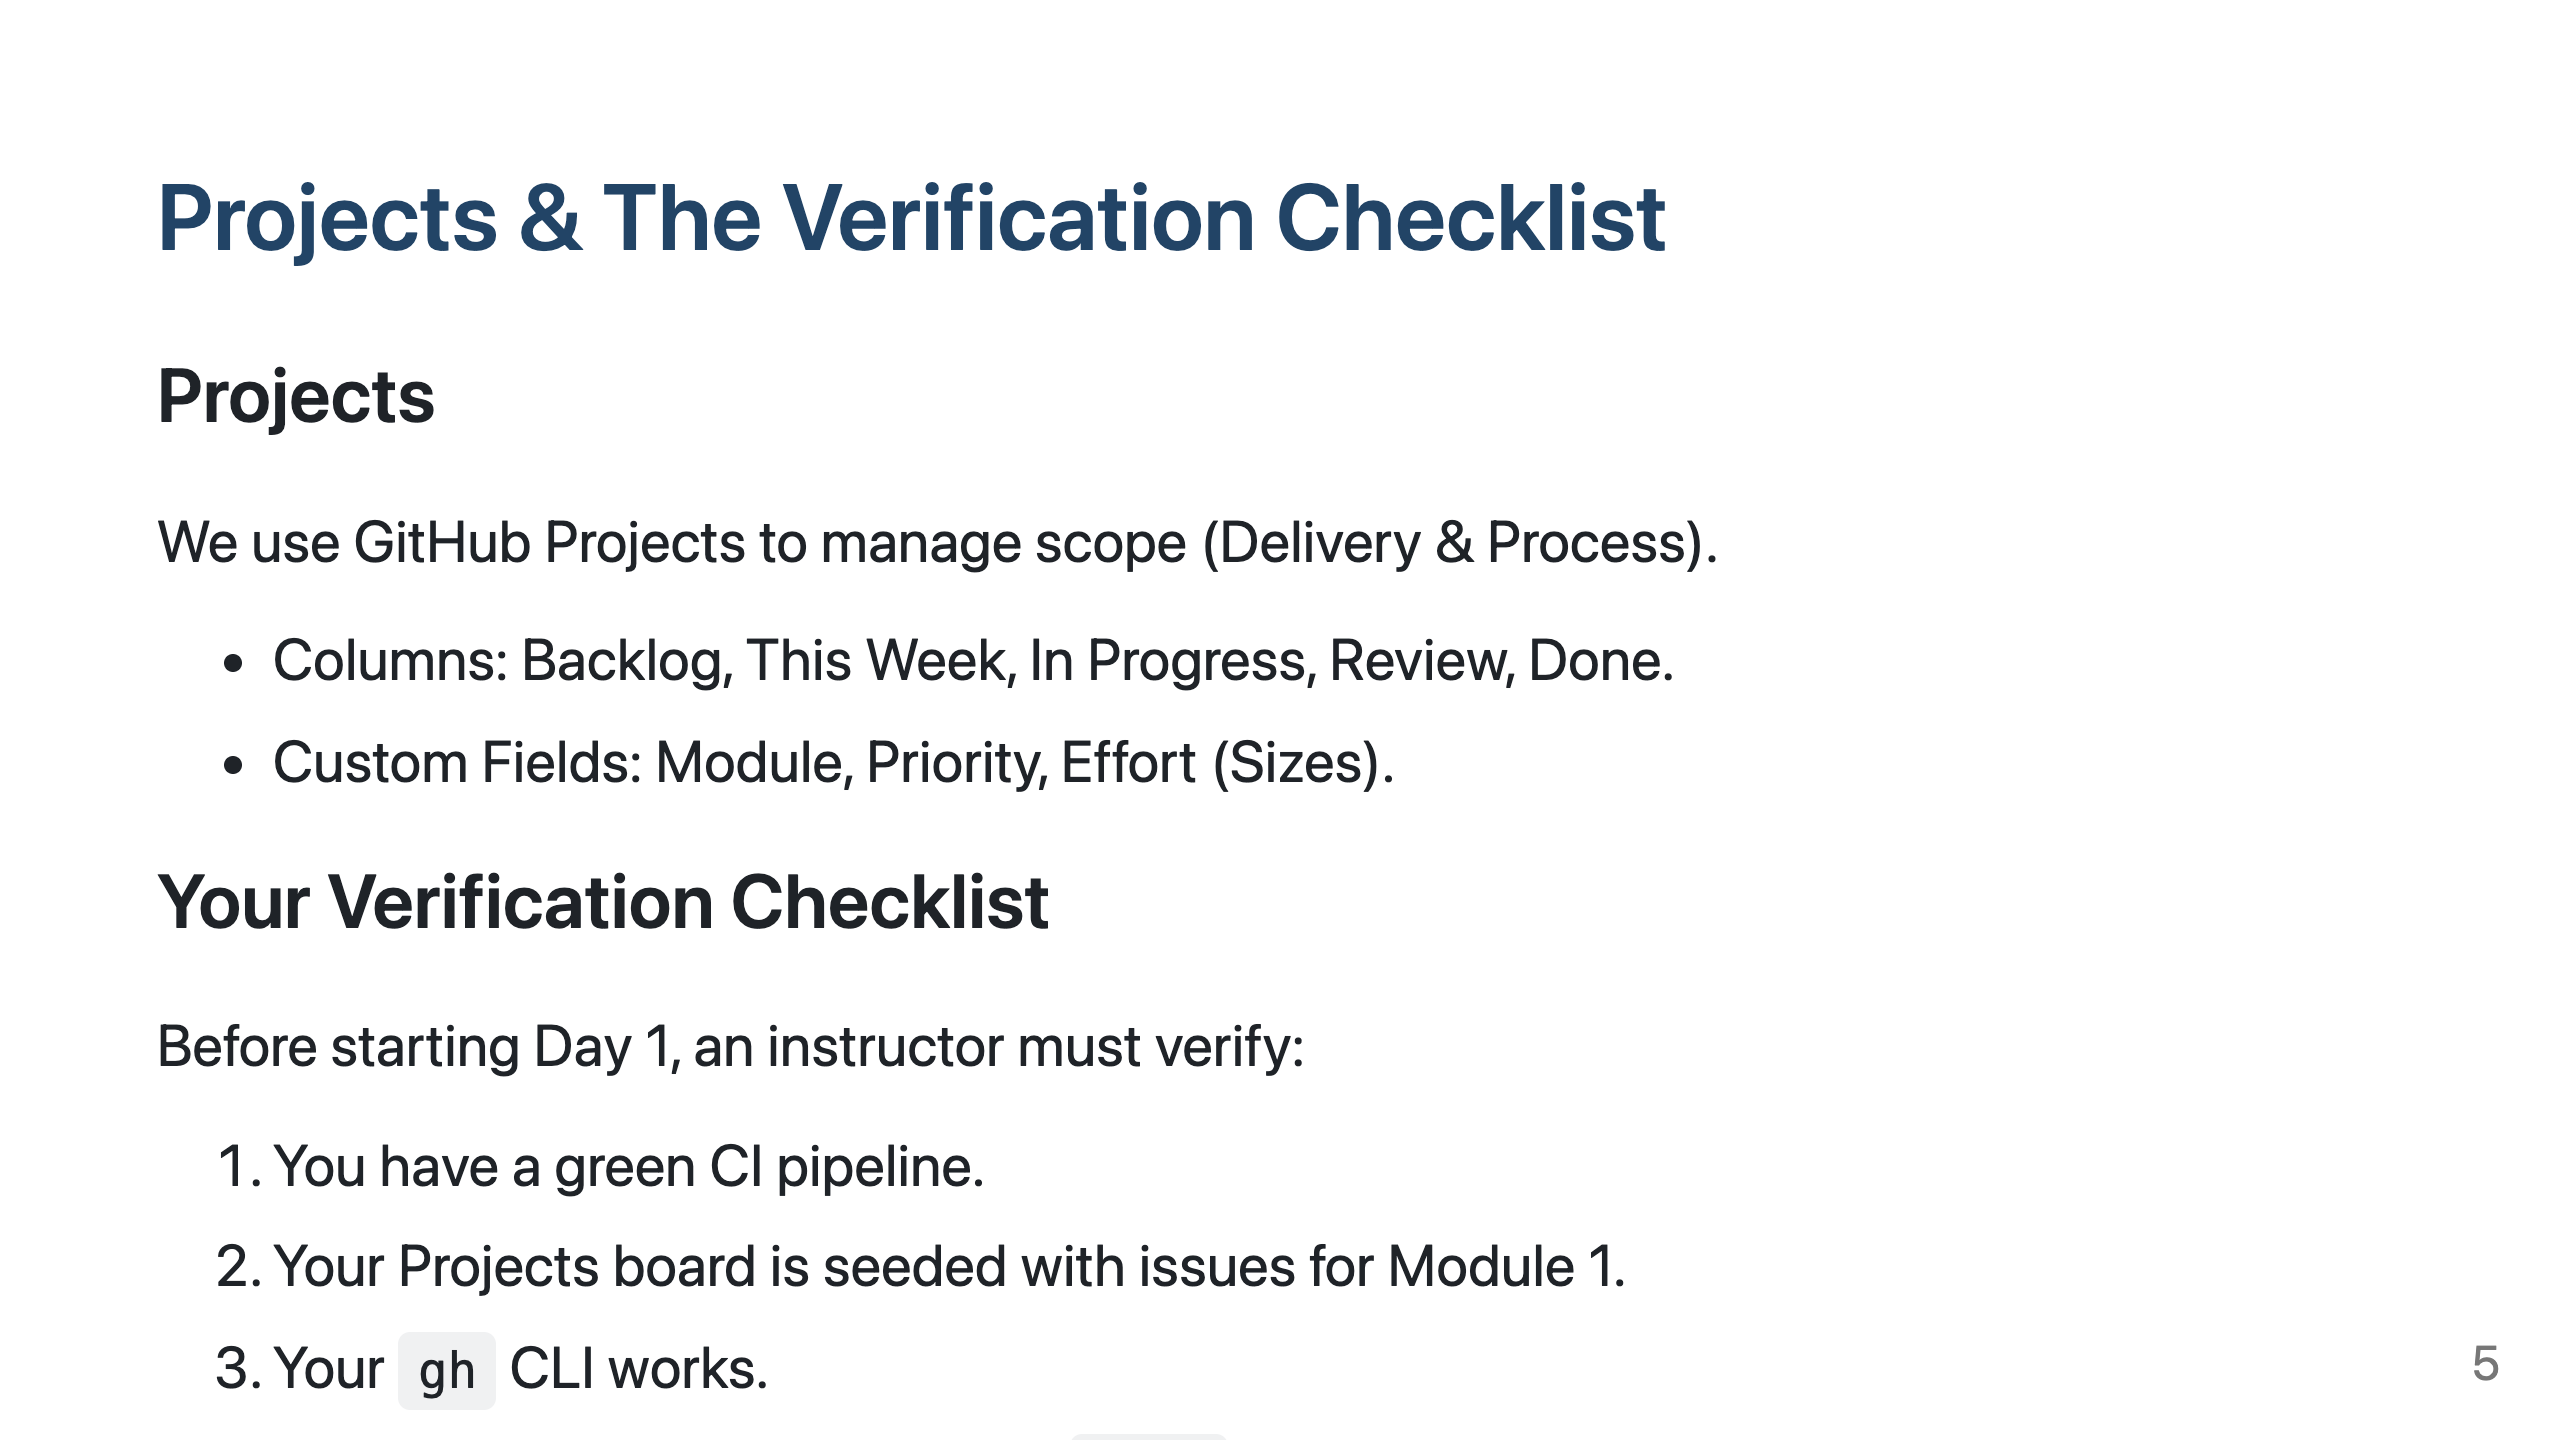 Projects & The Verification Checklist
Projects
We use GitHub Projects to manage scope (Delivery & Process).
• Columns: Backlog, This Week, In Progress, Review, Done.
• Custom Fields: Module, Priority, Effort (Sizes).
Your Verification Checklist
Before starting Day 1, an instructor must verify:
1. You have a green CI pipeline.
2. Your Projects board is seeded with issues for Module 1.
3. Your gh CLI works.
5